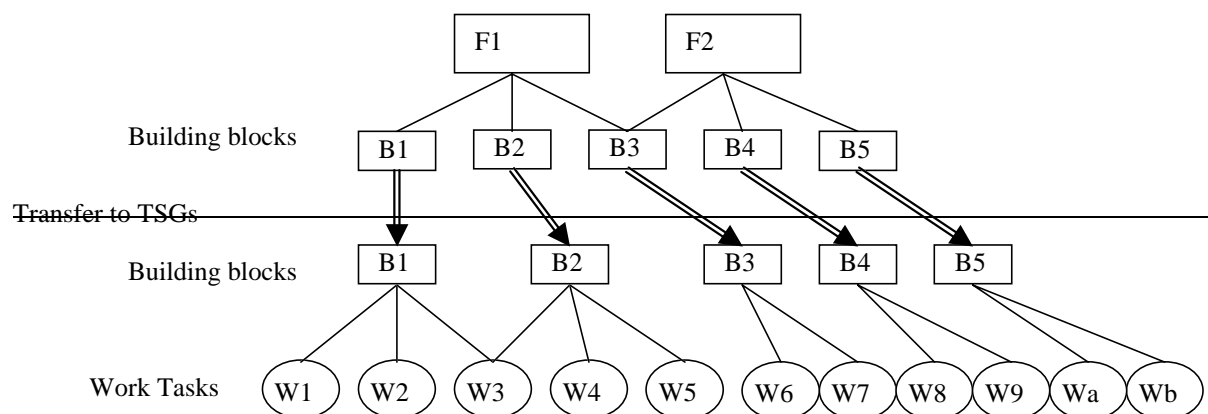 F1 F2
Building blocks B1 B2 B3 B4 B5
Transfer to TSGs
Building blocks B1 B2 B3 B4 B5
Work Tasks W1 W2 W3 W4 W5 W6 W7 W8 W9 Wa Wb